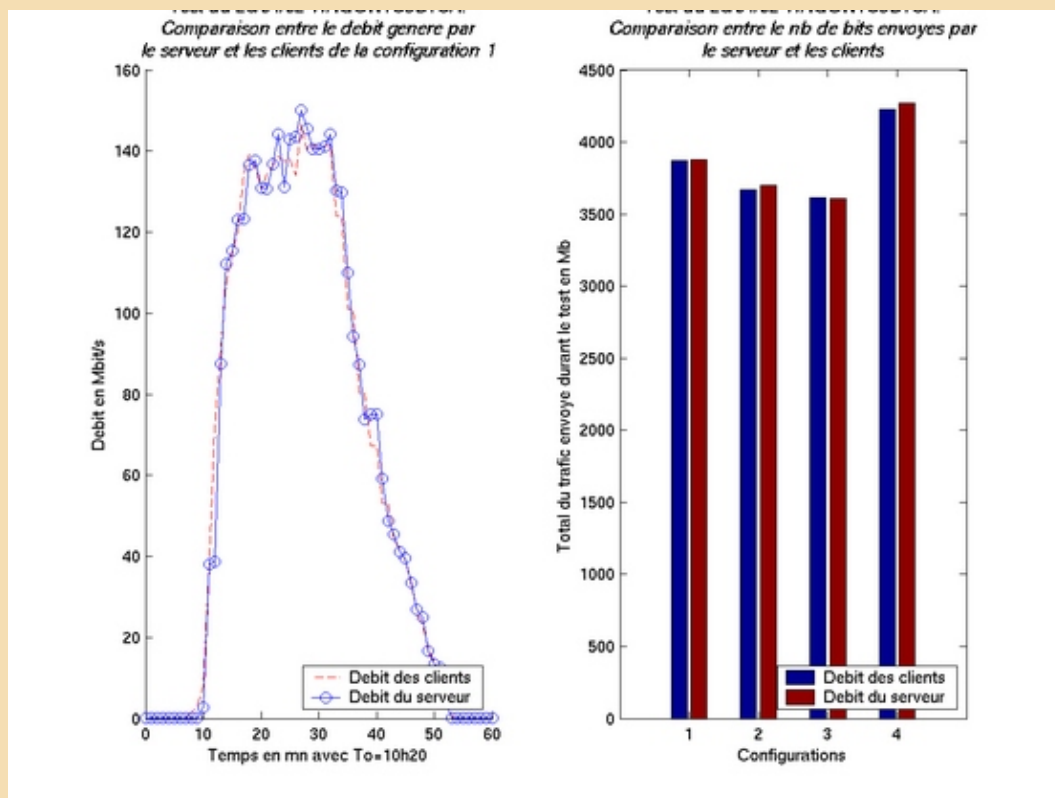 Comparaison entre le debit genere par
le serveur et les clients de la configuration 1
160
140
120
100
80
60
40
20
0
Debit en Mbit/s
0 10 20 30 40 50 60
Temps en mn avec To=10h20
Debit des clients
Debit du serveur
Comparaison entre le nb de bits envoyes par
le serveur et les clients
4500
4000
3500
3000
2500
2000
1500
1000
500
0
Total du trafic envoye durant le test en Mb
1 2 3 4
Configurations
Debit des clients
Debit du serveur